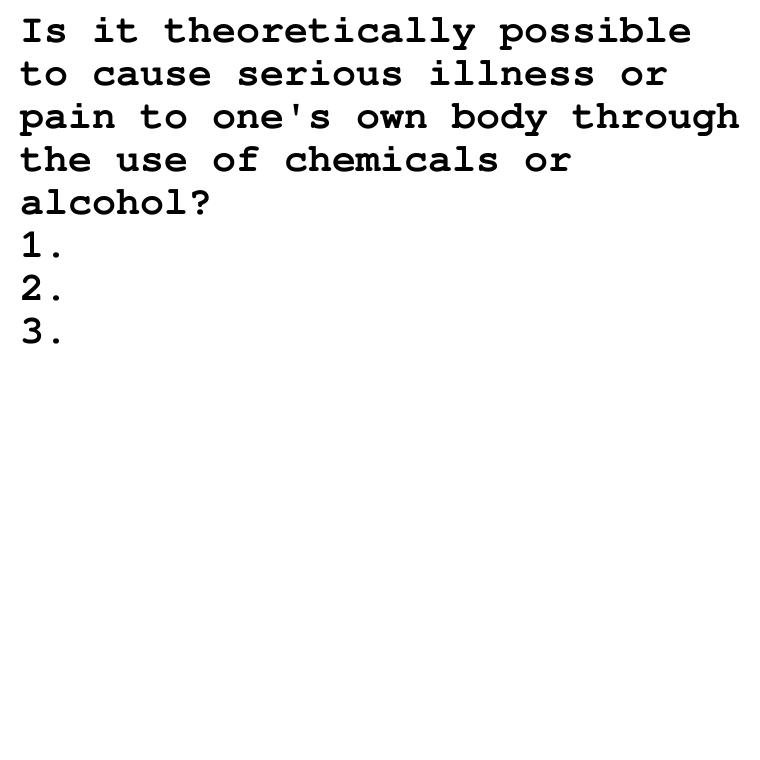 Is it theoretically possible
to cause serious illness or
pain to one's own body through
the use of chemicals or
alcohol?
1.
2.
3.